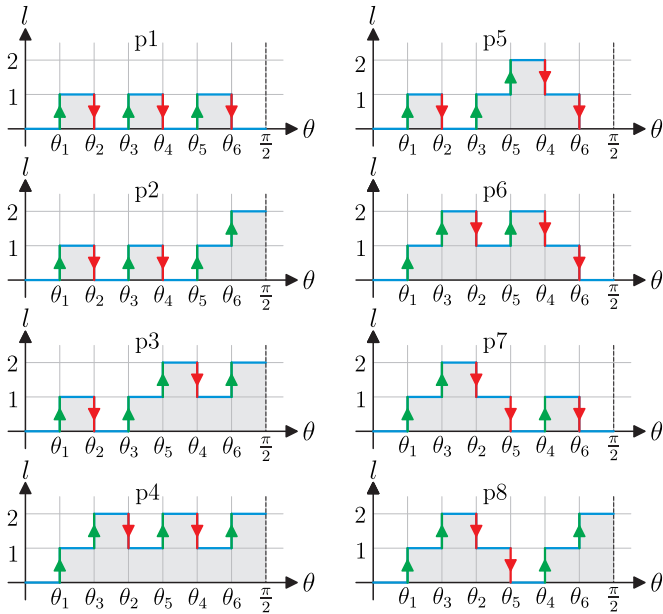 l p1
2
1
θ
θ₁ θ₂ θ₃ θ₄ θ₅ θ₆ π/2
l p5
2
1
θ
θ₁ θ₂ θ₃ θ₅ θ₄ θ₆ π/2
l p2
2
1
θ
θ₁ θ₂ θ₃ θ₄ θ₅ θ₆ π/2
l p6
2
1
θ
θ₁ θ₃ θ₂ θ₅ θ₄ θ₆ π/2
l p3
2
1
θ
θ₁ θ₂ θ₃ θ₅ θ₄ θ₆ π/2
l p7
2
1
θ
θ₁ θ₃ θ₂ θ₅ θ₄ θ₆ π/2
l p4
2
1
θ
θ₁ θ₃ θ₂ θ₅ θ₄ θ₆ π/2
l p8
2
1
θ
θ₁ θ₃ θ₂ θ₅ θ₄ θ₆ π/2